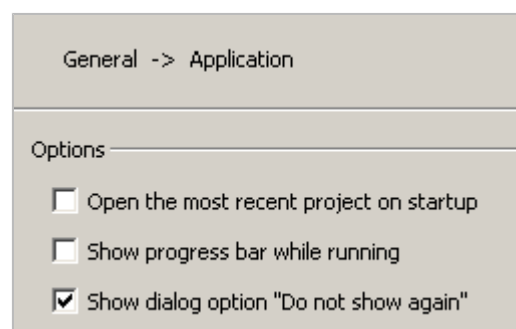 General -> Application
Options
Open the most recent project on startup
Show progress bar while running
Show dialog option "Do not show again"